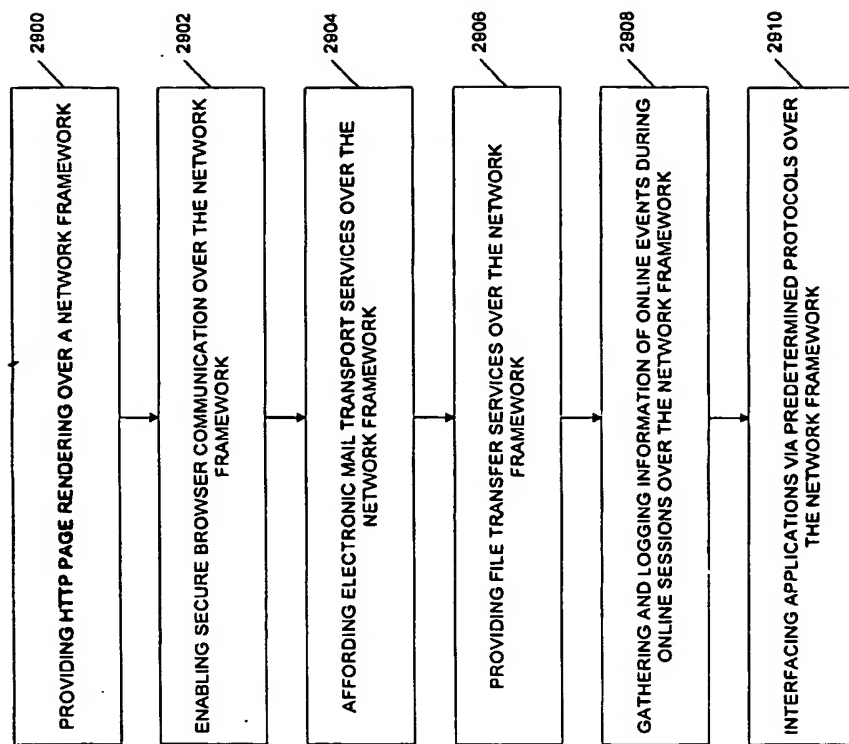 2900
PROVIDING HTTP PAGE RENDERING OVER A NETWORK FRAMEWORK
2902
ENABLING SECURE BROWSER COMMUNICATION OVER THE NETWORK
FRAMEWORK
2904
AFFORDING ELECTRONIC MAIL TRANSPORT SERVICES OVER THE
NETWORK FRAMEWORK
2906
PROVIDING FILE TRANSFER SERVICES OVER THE NETWORK
FRAMEWORK
2908
GATHERING AND LOGGING INFORMATION OF ONLINE EVENTS DURING
ONLINE SESSIONS OVER THE NETWORK FRAMEWORK
2910
INTERFACING APPLICATIONS VIA PREDETERMINED PROTOCOLS OVER
THE NETWORK FRAMEWORK